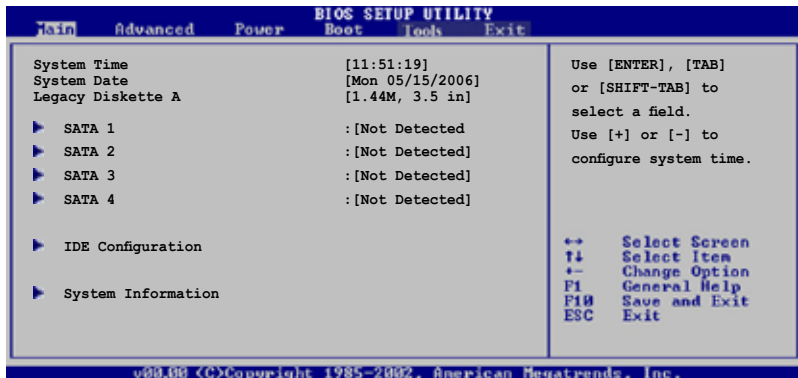 BIOS SETUP UTILITY
Main Advanced Power Boot Tools Exit
System Time [11:51:19]
System Date [Mon 05/15/2006]
Legacy Diskette A [1.44M, 3.5 in]
SATA 1 :[Not Detected
SATA 2 :[Not Detected]
SATA 3 :[Not Detected]
SATA 4 :[Not Detected]
IDE Configuration
System Information
Use [ENTER], [TAB]
or [SHIFT-TAB] to
select a field.
Use [+] or [-] to
configure system time.
↔ Select Screen
↑↓ Select Item
+- Change Option
F1 General Help
F10 Save and Exit
ESC Exit
v00.00 (C)Copyright 1985-2002, American Megatrends, Inc.